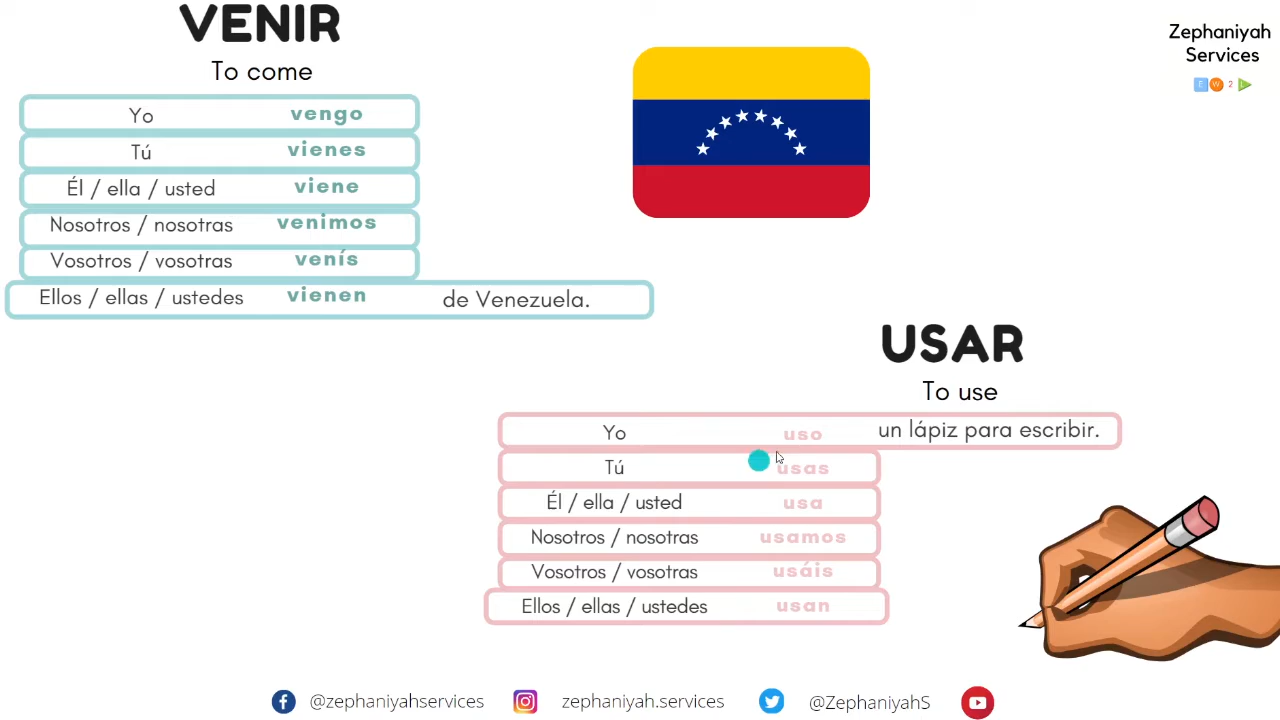 VENIR
To come
Yo vengo
Tú vienes
Él / ella / usted viene
Nosotros / nosotras venimos
Vosotros / vosotras venís
Ellos / ellas / ustedes vienen de Venezuela.
Zephaniyah
Services
E W 2 L
USAR
To use
Yo uso un lápiz para escribir.
Tú usas
Él / ella / usted usa
Nosotros / nosotras usamos
Vosotros / vosotras usáis
Ellos / ellas / ustedes usan
@zephaniyahservices zephaniyah.services @ZephaniyahS